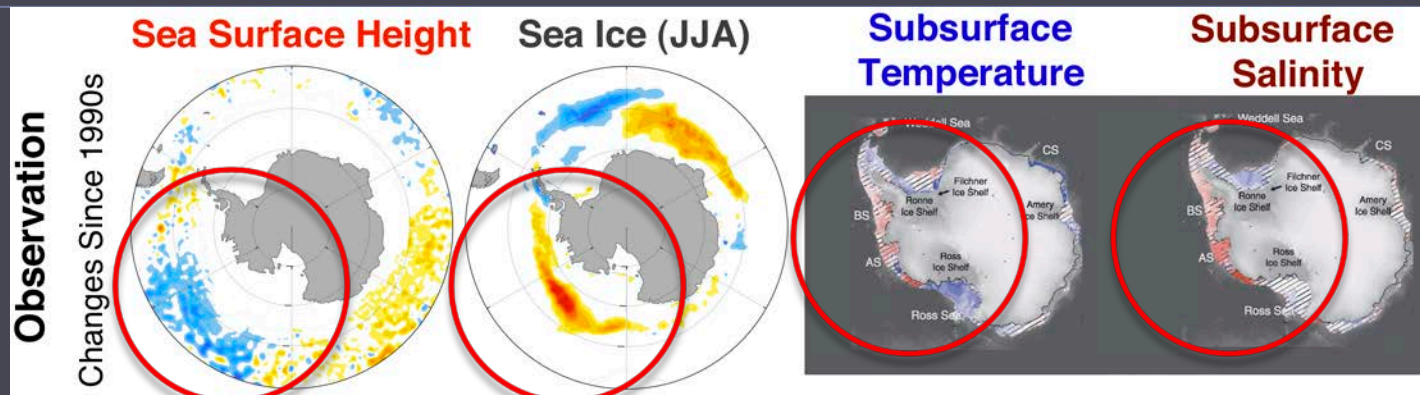 Sea Surface Height
Sea Ice (JJA)
Subsurface
Temperature
Subsurface
Salinity
Observation
Changes Since 1990s
Weddell Sea
CS
Filchner
Ice Shelf
Ronne
Ice Shelf
Amery
Ice Shelf
BS
AS
Ross
Ice Shelf
Ross Sea
Weddell Sea
CS
Filchner
Ice Shelf
Ronne
Ice Shelf
Amery
Ice Shelf
BS
AS
Ross
Ice Shelf
Ross Sea